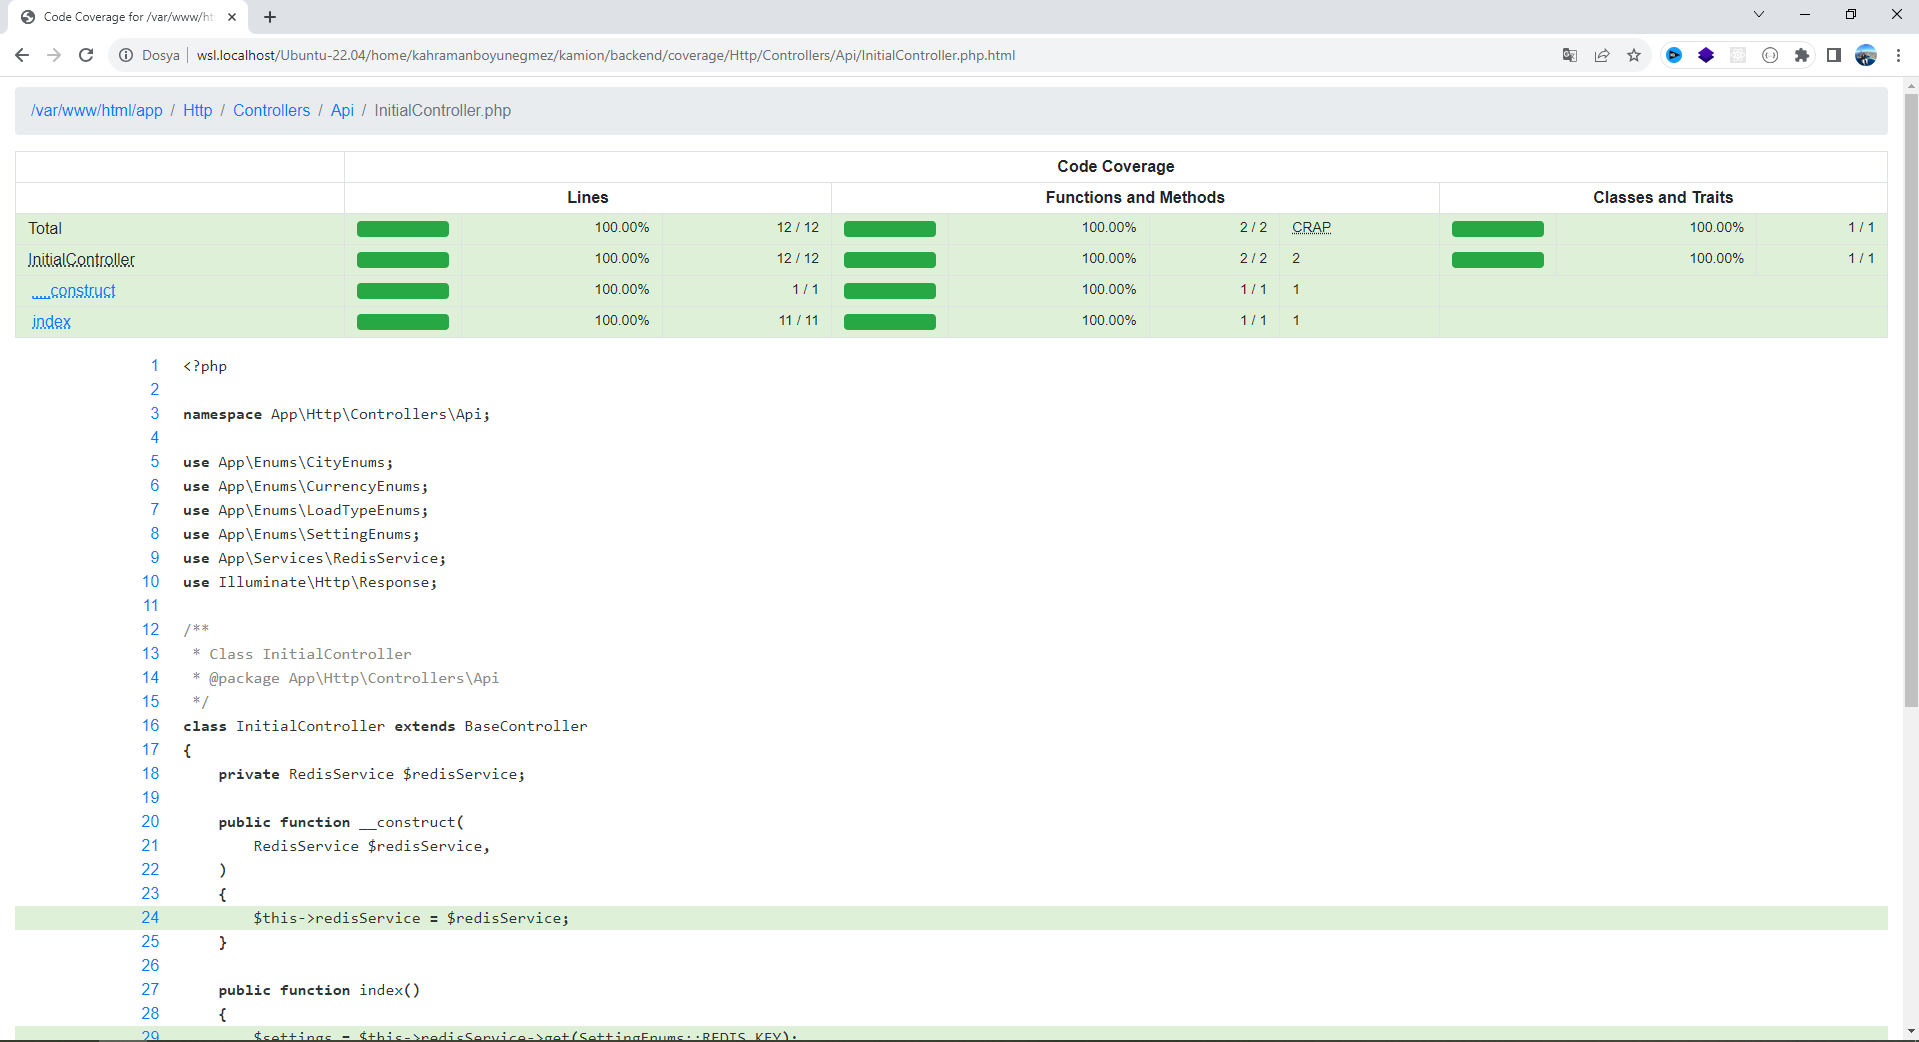 Code Coverage for /var/www/ht
Dosya wsl.localhost/Ubuntu-22.04/home/kahramanboyunegmez/kamion/backend/coverage/Http/Controllers/Api/InitialController.php.html
/var/www/html/app / Http / Controllers / Api / InitialController.php
Code Coverage
Lines Functions and Methods Classes and Traits
Total 100.00% 12 / 12 100.00% 2 / 2 CRAP 100.00% 1 / 1
InitialController 100.00% 12 / 12 100.00% 2 / 2 2 100.00% 1 / 1
__construct 100.00% 1 / 1 100.00% 1 / 1 1
index 100.00% 11 / 11 100.00% 1 / 1 1
1 <?php
2
3 namespace App\Http\Controllers\Api;
4
5 use App\Enums\CityEnums;
6 use App\Enums\CurrencyEnums;
7 use App\Enums\LoadTypeEnums;
8 use App\Enums\SettingEnums;
9 use App\Services\RedisService;
10 use Illuminate\Http\Response;
11
12 /**
13 * Class InitialController
14 * @package App\Http\Controllers\Api
15 */
16 class InitialController extends BaseController
17 {
18 private RedisService $redisService;
19
20 public function __construct(
21 RedisService $redisService,
22 )
23 {
24 $this->redisService = $redisService;
25 }
26
27 public function index()
28 {
29 $settings = $this->redisService->get(SettingEnums::REDIS_KEY);